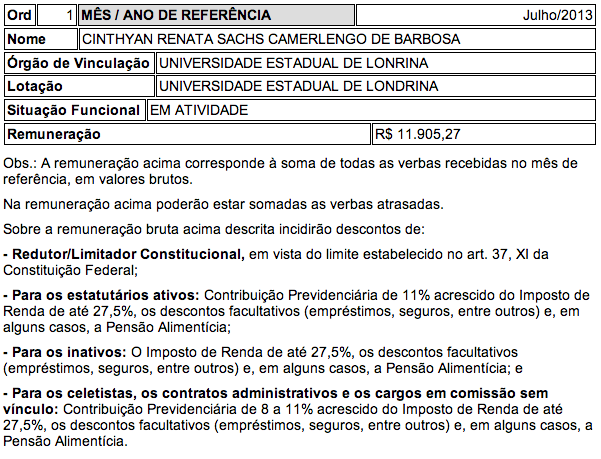 Ord 1 MÊS / ANO DE REFERÊNCIA Julho/2013
Nome CINTHYAN RENATA SACHS CAMERLENGO DE BARBOSA
Órgão de Vinculação UNIVERSIDADE ESTADUAL DE LONRINA
Lotação UNIVERSIDADE ESTADUAL DE LONDRINA
Situação Funcional EM ATIVIDADE
Remuneração R$ 11.905,27
Obs.: A remuneração acima corresponde à soma de todas as verbas recebidas no mês de
referência, em valores brutos.
Na remuneração acima poderão estar somadas as verbas atrasadas.
Sobre a remuneração bruta acima descrita incidirão descontos de:
- Redutor/Limitador Constitucional, em vista do limite estabelecido no art. 37, XI da
Constituição Federal;
- Para os estatutários ativos: Contribuição Previdenciária de 11% acrescido do Imposto de
Renda de até 27,5%, os descontos facultativos (empréstimos, seguros, entre outros) e, em
alguns casos, a Pensão Alimentícia;
- Para os inativos: O Imposto de Renda de até 27,5%, os descontos facultativos
(empréstimos, seguros, entre outros) e, em alguns casos, a Pensão Alimentícia; e
- Para os celetistas, os contratos administrativos e os cargos em comissão sem
vínculo: Contribuição Previdenciária de 8 a 11% acrescido do Imposto de Renda de até
27,5%, os descontos facultativos (empréstimos, seguros, entre outros) e, em alguns casos, a
Pensão Alimentícia.